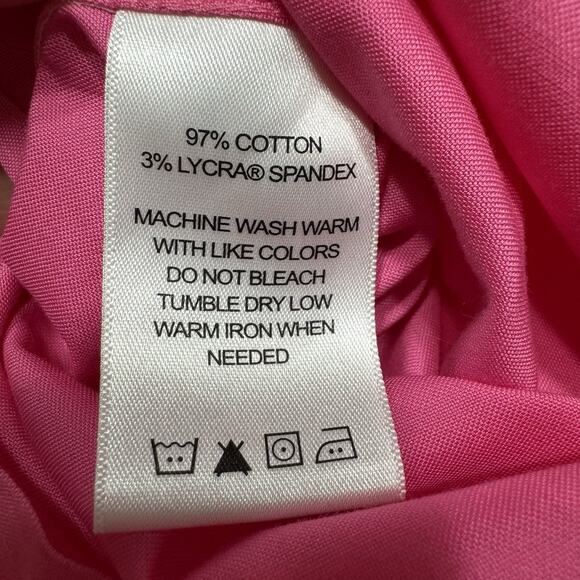 97% COTTON
3% LYCRA® SPANDEX
MACHINE WASH WARM
WITH LIKE COLORS
DO NOT BLEACH
TUMBLE DRY LOW
WARM IRON WHEN
NEEDED